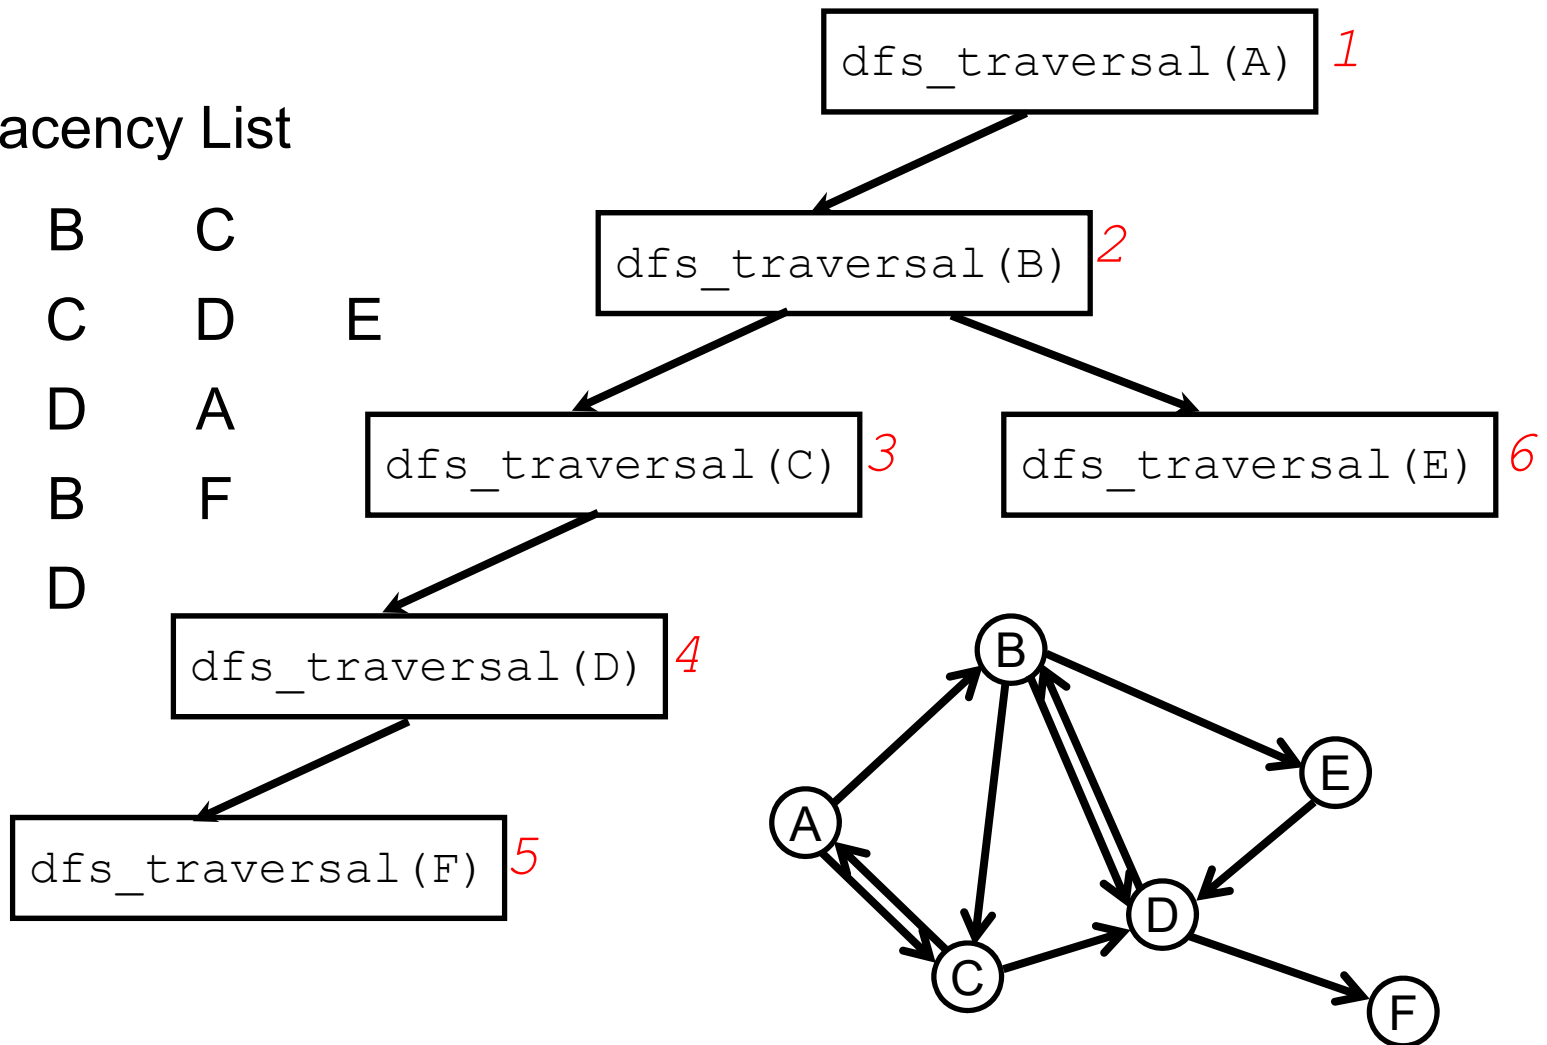 dfs_traversal(A) 1
acency List
B C
dfs_traversal(B) 2
C D E
D A
dfs_traversal(C) 3
dfs_traversal(E) 6
B F
D
dfs_traversal(D) 4
dfs_traversal(F) 5
B
E
A
D
C
F